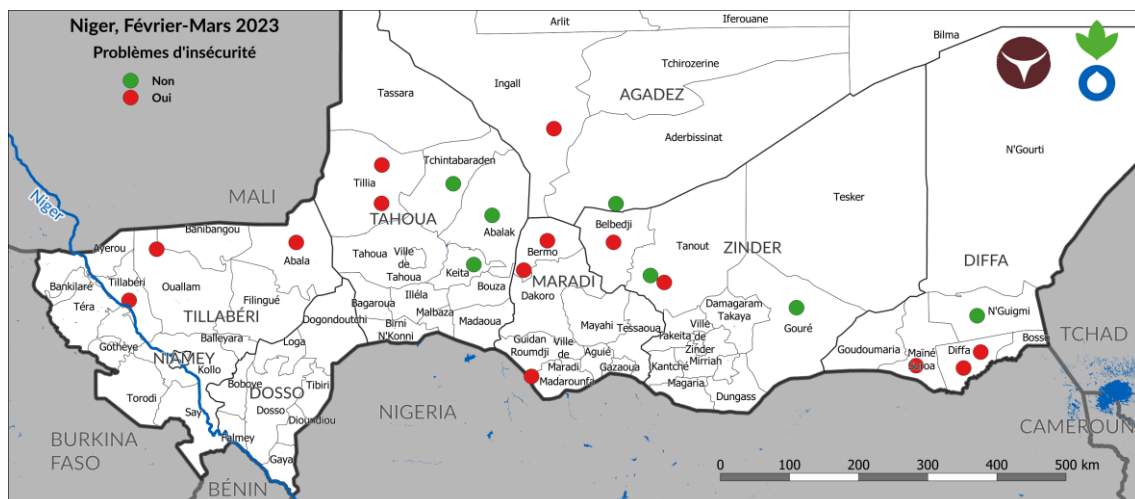 Niger, Février-Mars 2023
Problèmes d'insécurité
Non
Oui
Arlit
Iferouane
Bilma
Ingall
Tchirozerine
Tassara
AGADEZ
Aderbissinat
N'Gourti
Tchintabaraden
Tillia
MALI
Niger
Tesker
TAHOUA
Abalak
Banibangou
Belbedji
Ayerou
Abala
Bermo
Tanout
ZINDER
Tahoua
Ville
de
Tahoua
Keita
DIFFA
Bankilaré
Tillabéri
Ouallam
Bouza
MARADI
Dakoro
Téra
Filingué
Bagaroua
Illéla
Damagaram
Takaya
Gouré
N'Guigmi
TILLABÉRI
Dogondoutchi
Malbaza
Madaoua
Birni
N'Konni
Mayahi
Tessaoua
Takeita
Ville
de
Zinder
Gothèye
Balleyara
Loga
Guidan
Roumdji
Ville
de
Maradi
Aguié
Mirriah
Goudoumaria
Maïné
Soroa
Diffa
Bosso
TCHAD
NIAMEY
Kollo
Gazaoua
Kantché
Madarounfa
Magaria
Dungass
Boboye
DOSSO
Tibiri
Torodi
Say
Dosso
Dioundiou
NIGERIA
CAMEROUN
BURKINA
FASO
Falmey
Gaya
BÉNIN
0 100 200 300 400 500 km